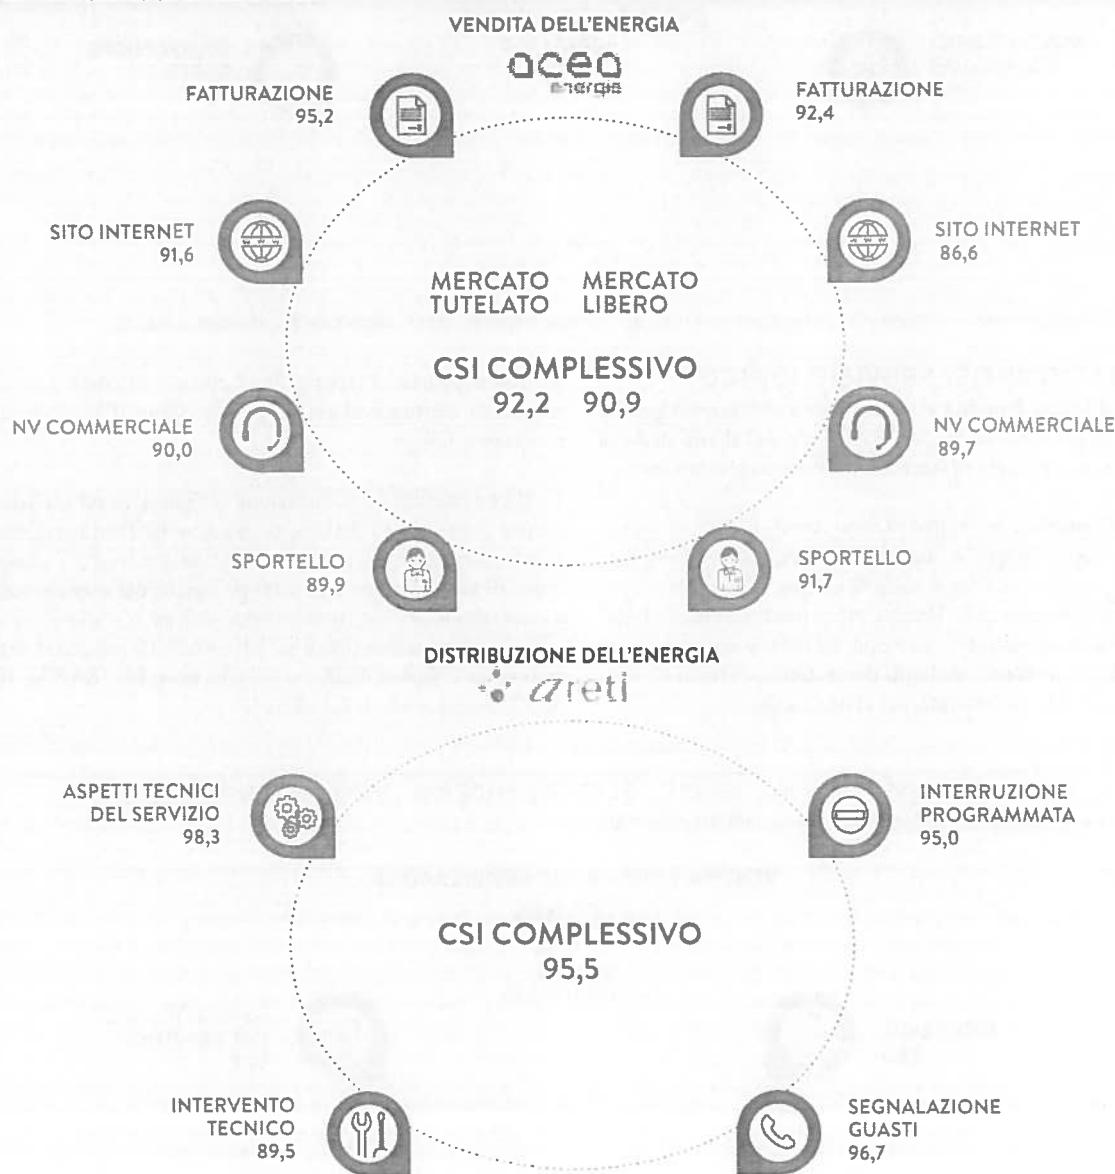 VENDITA DELL'ENERGIA
acea
energia
FATTURAZIONE
95,2
FATTURAZIONE
92,4
SITO INTERNET
91,6
SITO INTERNET
86,6
MERCATO
TUTELATO
MERCATO
LIBERO
CSI COMPLESSIVO
92,2 90,9
NV COMMERCIALE
90,0
NV COMMERCIALE
89,7
SPORTELLO
89,9
SPORTELLO
91,7
DISTRIBUZIONE DELL'ENERGIA
areti
ASPETTI TECNICI
DEL SERVIZIO
98,3
INTERRUZIONE
PROGRAMMATA
95,0
CSI COMPLESSIVO
95,5
INTERVENTO
TECNICO
89,5
SEGNALAZIONE
GUASTI
96,7